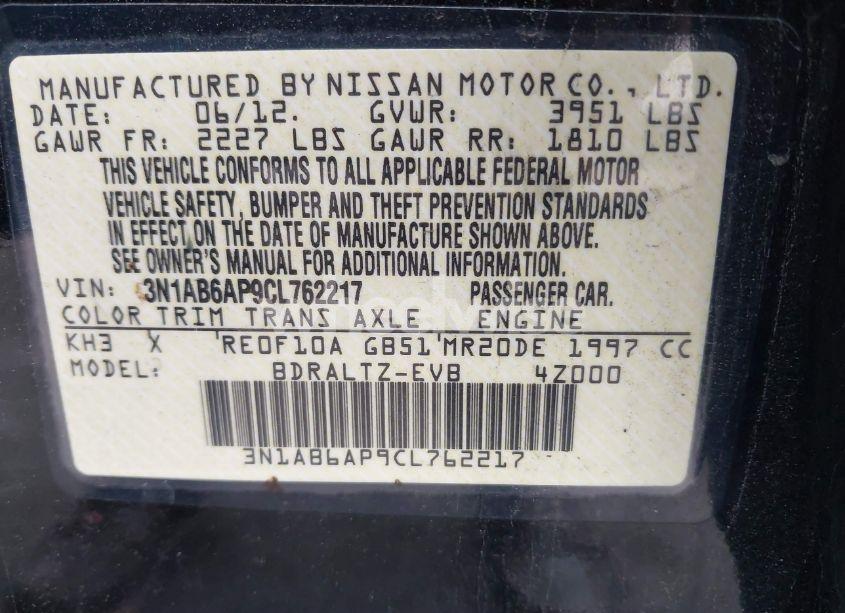 MANUFACTURED BY NISSAN MOTOR CO., LTD.
DATE: 06/12. GVWR: 3951 LBS
GAWR FR: 2227 LBS GAWR RR: 1810 LBS
THIS VEHICLE CONFORMS TO ALL APPLICABLE FEDERAL MOTOR
VEHICLE SAFETY, BUMPER AND THEFT PREVENTION STANDARDS
IN EFFECT ON THE DATE OF MANUFACTURE SHOWN ABOVE.
SEE OWNER'S MANUAL FOR ADDITIONAL INFORMATION.
VIN: 3N1AB6AP9CL762217 PASSENGER CAR.
COLOR TRIM TRANS AXLE ENGINE
KH3 X RE0F10A GB51 MR20DE 1997 CC
MODEL: BDRALTZ-EVB 4Z000
3N1AB6AP9CL762217